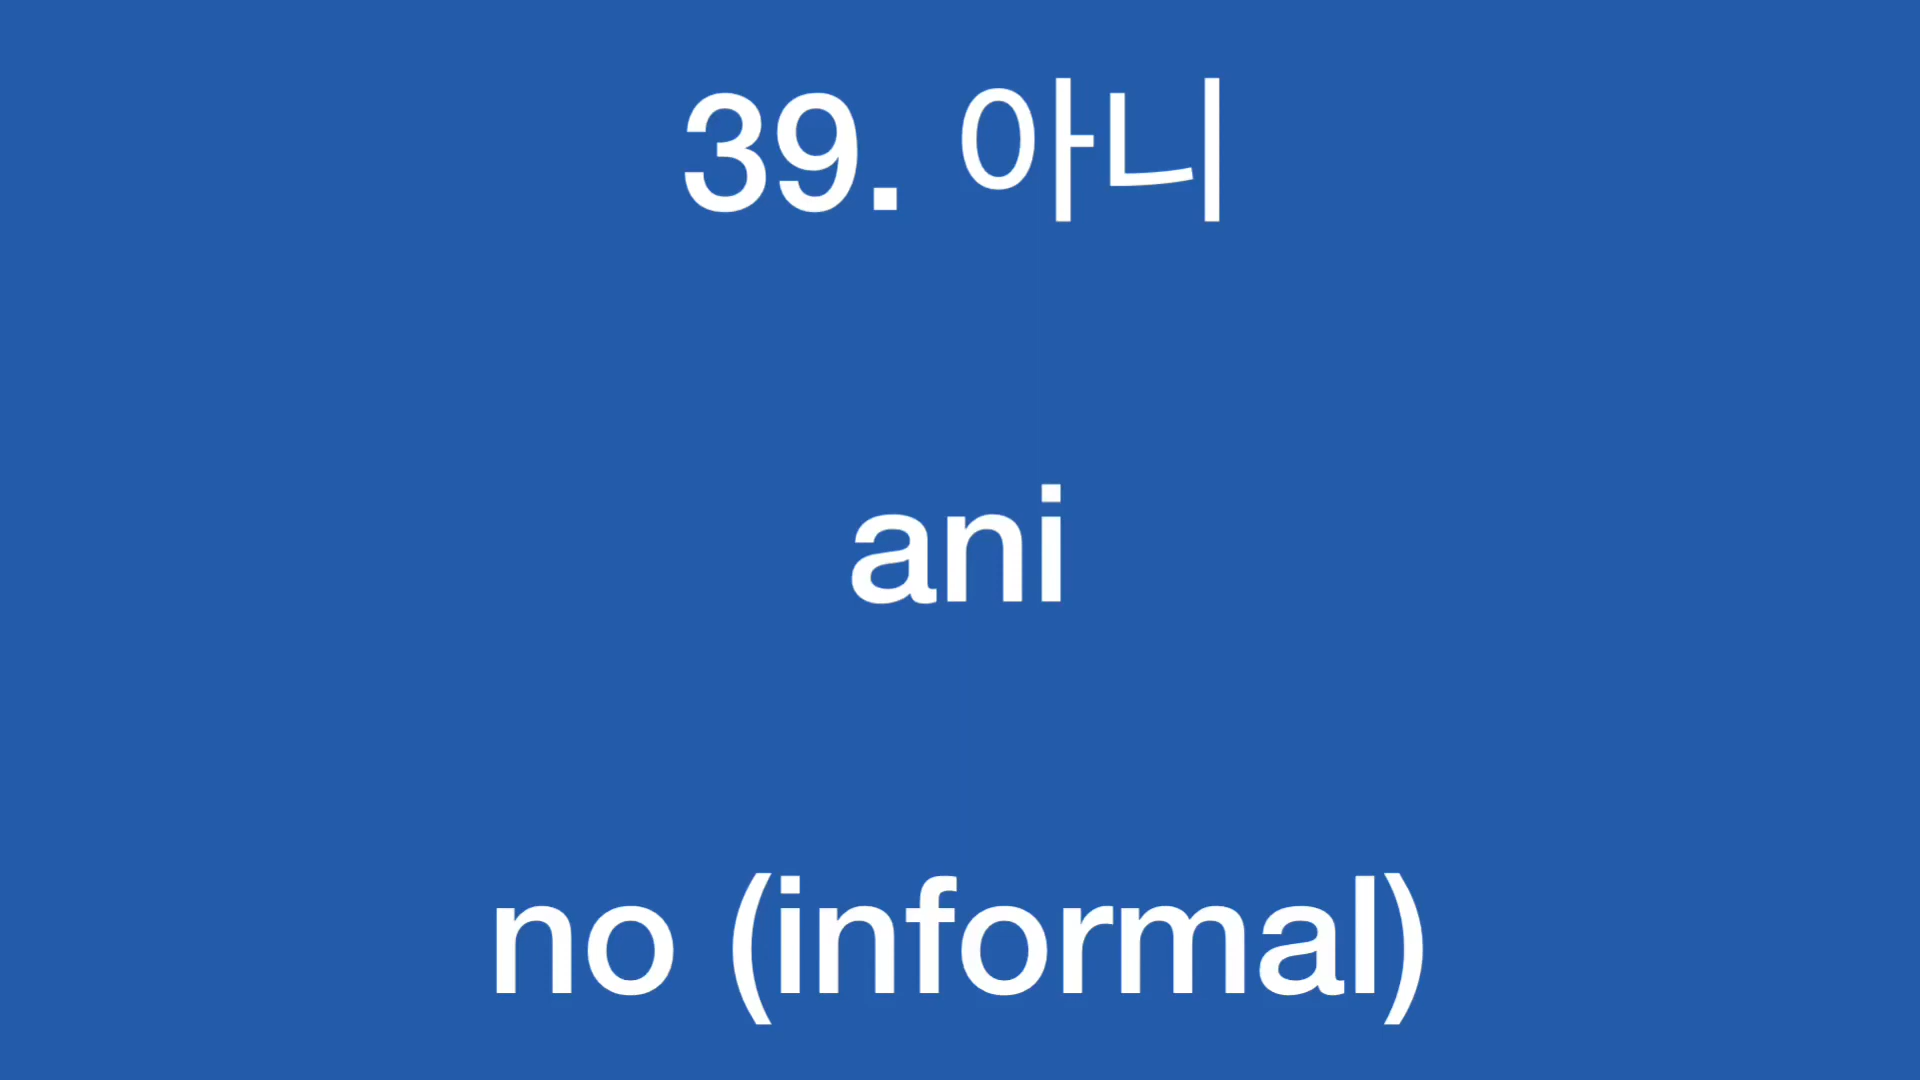 39. 아니
ani
no (informal)